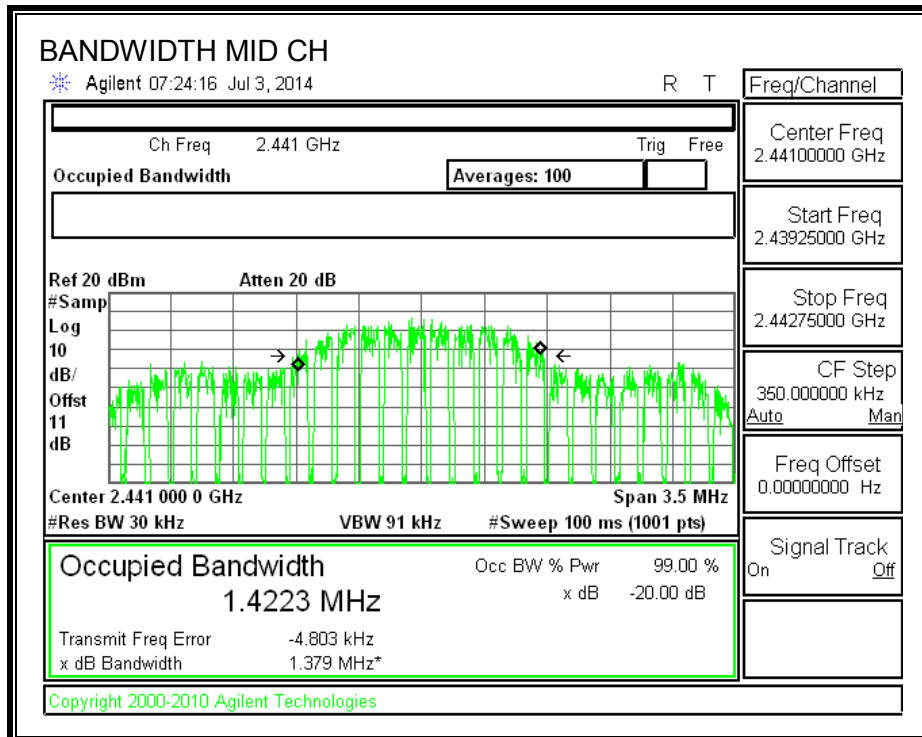 BANDWIDTH MID CH
Agilent 07:24:16 Jul 3, 2014 R T
Freq/Channel
Ch Freq 2.441 GHz Trig Free
Occupied Bandwidth Averages: 100
Center Freq
2.44100000 GHz
Start Freq
2.43925000 GHz
Stop Freq
2.44275000 GHz
CF Step
350.000000 kHz
Auto Man
Freq Offset
0.00000000 Hz
Signal Track
On Off
Ref 20 dBm Atten 20 dB
#Samp
Log
10
dB/
Offst
11
dB
Center 2.441 000 0 GHz Span 3.5 MHz
#Res BW 30 kHz VBW 91 kHz #Sweep 100 ms (1001 pts)
Occupied Bandwidth Occ BW % Pwr 99.00 %
1.4223 MHz x dB -20.00 dB
Transmit Freq Error -4.803 kHz
x dB Bandwidth 1.379 MHz*
Copyright 2000-2010 Agilent Technologies